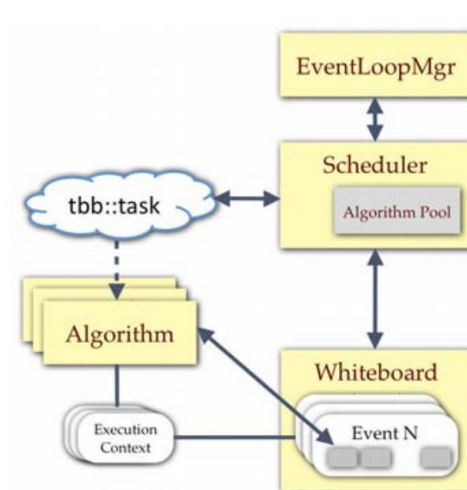 EventLoopMgr
Scheduler
Algorithm Pool
tbb::task
Algorithm
Execution
Context
Whiteboard
Event N